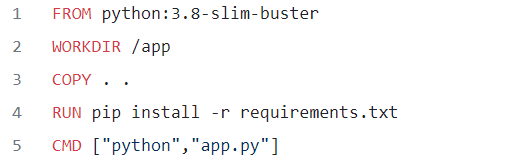 1 FROM python:3.8-slim-buster
2 WORKDIR /app
3 COPY . .
4 RUN pip install -r requirements.txt
5 CMD ["python","app.py"]